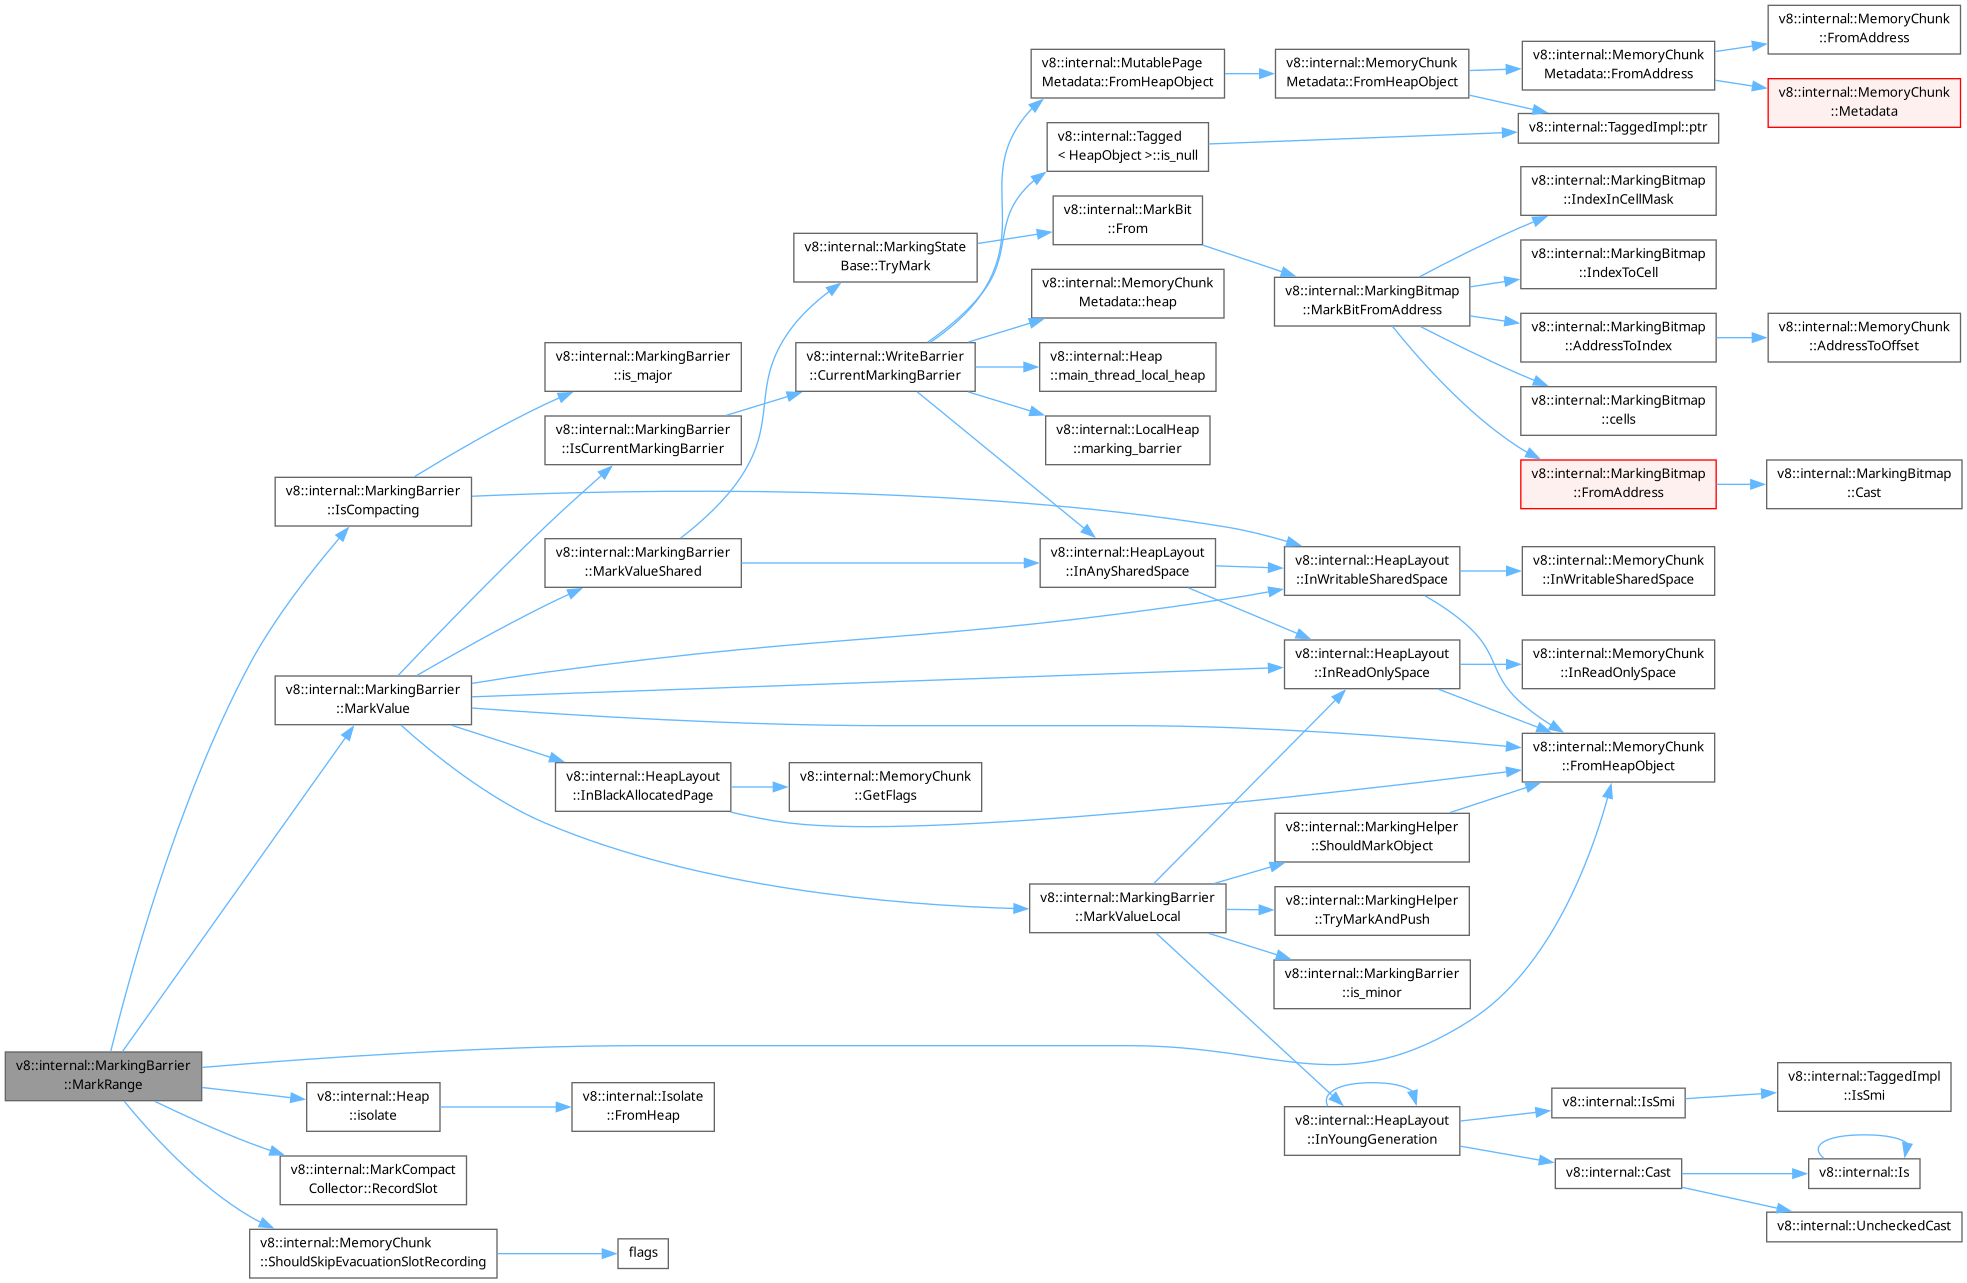 v8::internal::MarkingBarrier
::MarkRange
v8::internal::MarkingBarrier
::IsCompacting
v8::internal::MarkingBarrier
::MarkValue
v8::internal::Heap
::isolate
v8::internal::MarkCompact
Collector::RecordSlot
v8::internal::MemoryChunk
::ShouldSkipEvacuationSlotRecording
v8::internal::MarkingBarrier
::is_major
v8::internal::MarkingBarrier
::IsCurrentMarkingBarrier
v8::internal::MarkingBarrier
::MarkValueShared
v8::internal::HeapLayout
::InBlackAllocatedPage
v8::internal::Isolate
::FromHeap
flags
v8::internal::MarkingState
Base::TryMark
v8::internal::WriteBarrier
::CurrentMarkingBarrier
v8::internal::MemoryChunk
::GetFlags
v8::internal::MutablePage
Metadata::FromHeapObject
v8::internal::Tagged
< HeapObject >::is_null
v8::internal::MarkBit
::From
v8::internal::MemoryChunk
Metadata::heap
v8::internal::Heap
::main_thread_local_heap
v8::internal::LocalHeap
::marking_barrier
v8::internal::HeapLayout
::InAnySharedSpace
v8::internal::MarkingBarrier
::MarkValueLocal
v8::internal::MemoryChunk
Metadata::FromHeapObject
v8::internal::MarkingBitmap
::MarkBitFromAddress
v8::internal::HeapLayout
::InWritableSharedSpace
v8::internal::HeapLayout
::InReadOnlySpace
v8::internal::MarkingHelper
::ShouldMarkObject
v8::internal::MarkingHelper
::TryMarkAndPush
v8::internal::MarkingBarrier
::is_minor
v8::internal::HeapLayout
::InYoungGeneration
v8::internal::MemoryChunk
Metadata::FromAddress
v8::internal::TaggedImpl::ptr
v8::internal::MarkingBitmap
::IndexInCellMask
v8::internal::MarkingBitmap
::IndexToCell
v8::internal::MarkingBitmap
::AddressToIndex
v8::internal::MarkingBitmap
::cells
v8::internal::MarkingBitmap
::FromAddress
v8::internal::MemoryChunk
::InWritableSharedSpace
v8::internal::MemoryChunk
::InReadOnlySpace
v8::internal::MemoryChunk
::FromHeapObject
v8::internal::IsSmi
v8::internal::Cast
v8::internal::MemoryChunk
::FromAddress
v8::internal::MemoryChunk
::Metadata
v8::internal::MemoryChunk
::AddressToOffset
v8::internal::MarkingBitmap
::Cast
v8::internal::TaggedImpl
::IsSmi
v8::internal::Is
v8::internal::UncheckedCast